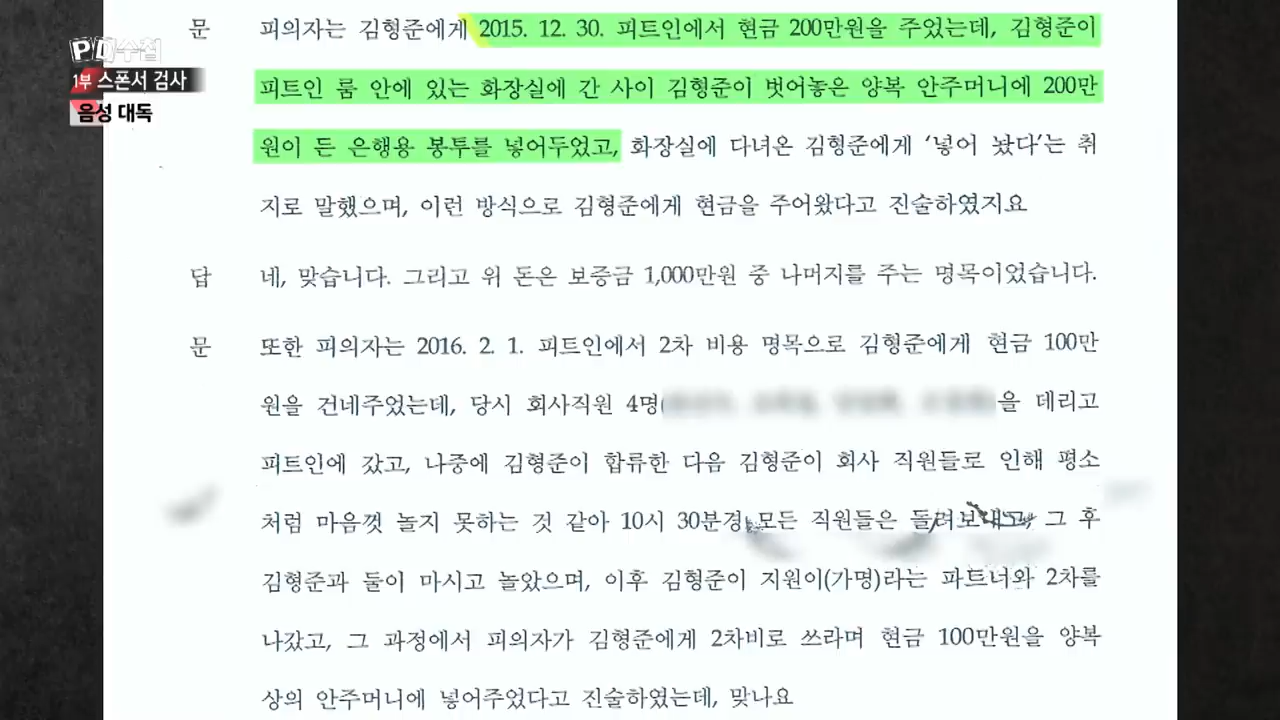 PD수첩
1부 스폰서 검사
음성 대독
문 피의자는 김형준에게 2015. 12. 30. 피트인에서 현금 200만원을 주었는데, 김형준이
피트인 룸 안에 있는 화장실에 간 사이 김형준이 벗어놓은 양복 안주머니에 200만
원이 든 은행용 봉투를 넣어두었고, 화장실에 다녀온 김형준에게 ‘넣어 놨다’는 취
지로 말했으며, 이런 방식으로 김형준에게 현금을 주어왔다고 진술하였지요
답 네, 맞습니다. 그리고 위 돈은 보증금 1,000만원 중 나머지를 주는 명목이었습니다.
문 또한 피의자는 2016. 2. 1. 피트인에서 2차 비용 명목으로 김형준에게 현금 100만
원을 건네주었는데, 당시 회사직원 4명( 을 데리고
피트인에 갔고, 나중에 김형준이 합류한 다음 김형준이 회사 직원들로 인해 평소
처럼 마음껏 놀지 못하는 것 같아 10시 30분경 모든 직원들은 돌려보내고, 그 후
김형준과 둘이 마시고 놀았으며, 이후 김형준이 지원이(가명)라는 파트너와 2차를
나갔고, 그 과정에서 피의자가 김형준에게 2차비로 쓰라며 현금 100만원을 양복
상의 안주머니에 넣어주었다고 진술하였는데, 맞나요